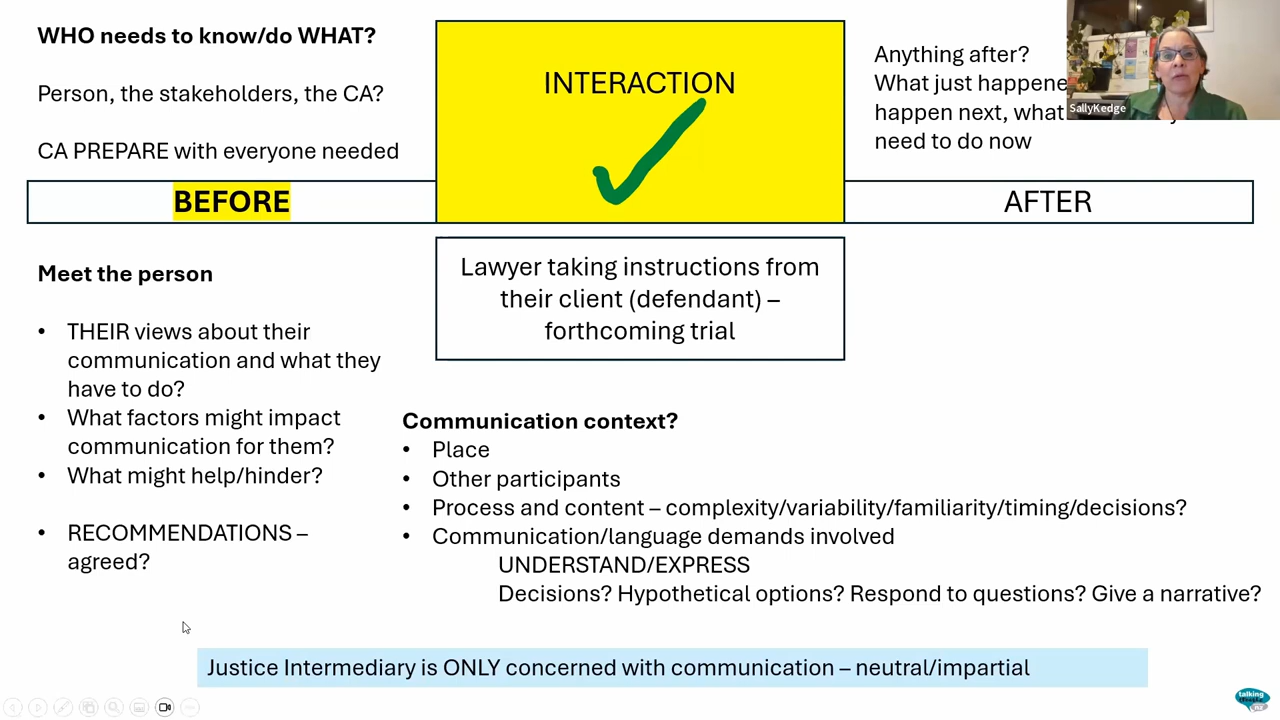 WHO needs to know/do WHAT?
Person, the stakeholders, the CA?
CA PREPARE with everyone needed
INTERACTION
Anything after?
What just happene
happen next, what
need to do now
SallyKedge
BEFORE
AFTER
Meet the person
• THEIR views about their
communication and what they
have to do?
• What factors might impact
communication for them?
• What might help/hinder?
• RECOMMENDATIONS –
agreed?
Lawyer taking instructions from
their client (defendant) –
forthcoming trial
Communication context?
• Place
• Other participants
• Process and content – complexity/variability/familiarity/timing/decisions?
• Communication/language demands involved
UNDERSTAND/EXPRESS
Decisions? Hypothetical options? Respond to questions? Give a narrative?
Justice Intermediary is ONLY concerned with communication – neutral/impartial
talking